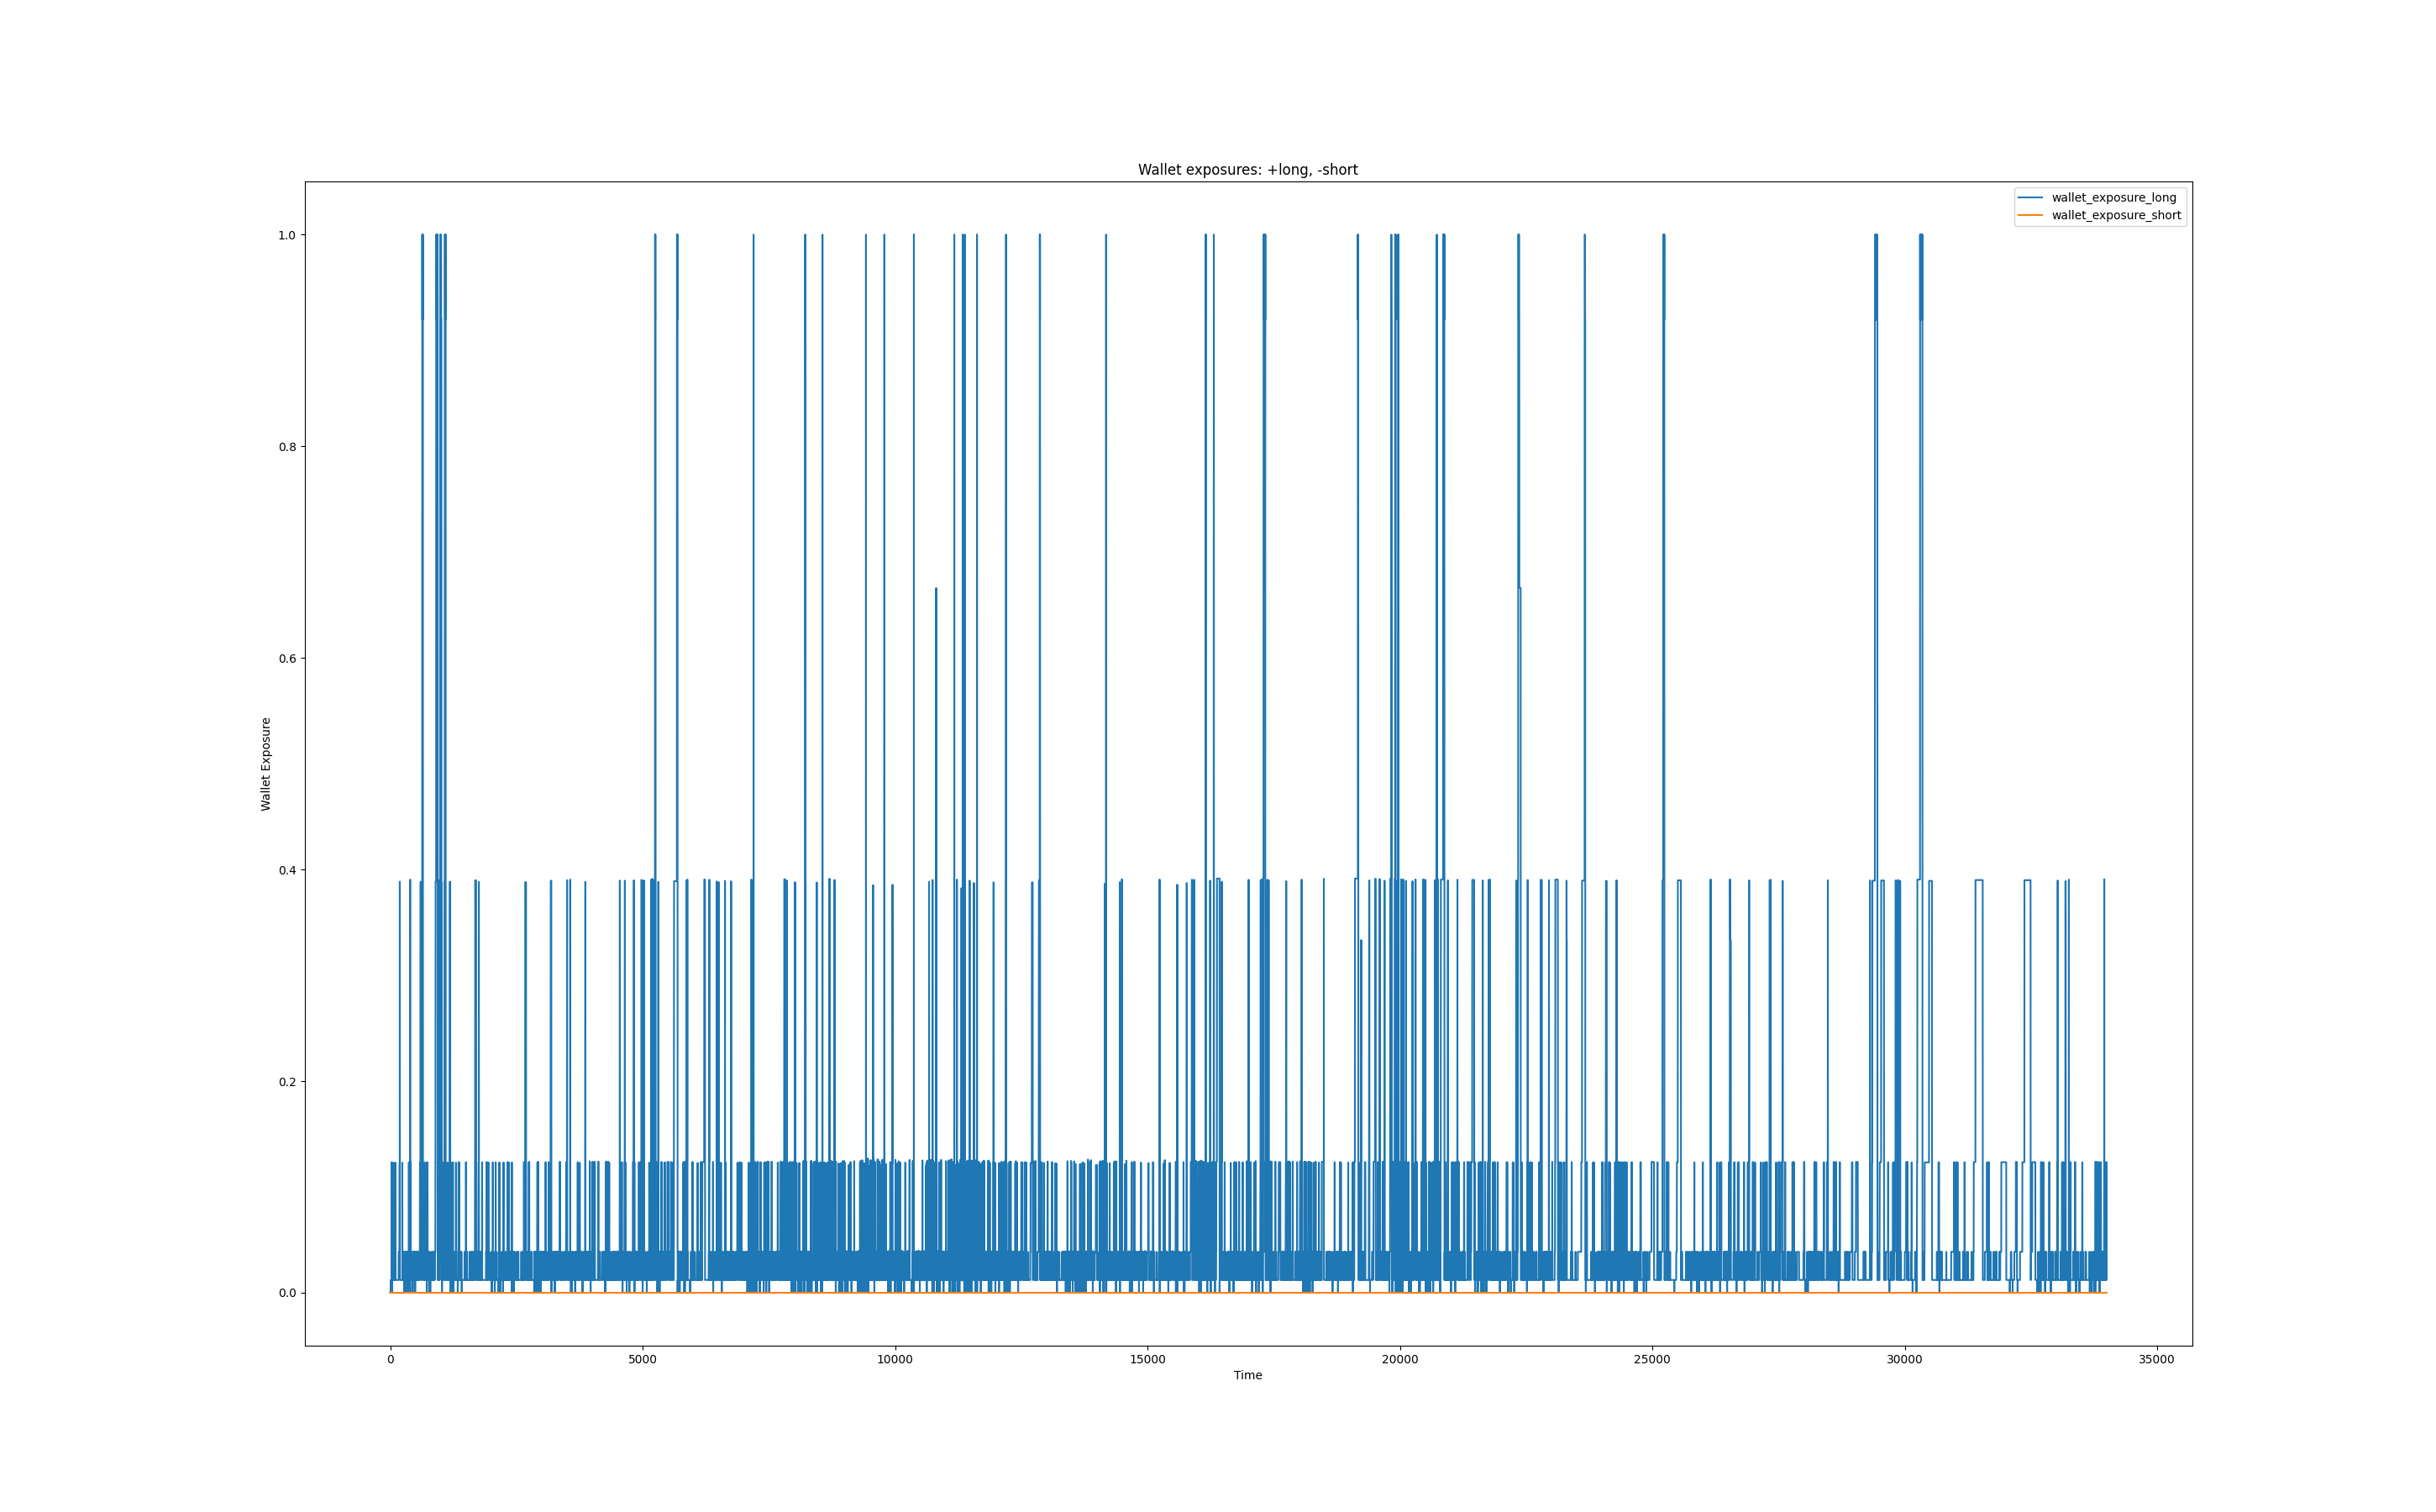 Wallet exposures: +long, -short
wallet_exposure_long
wallet_exposure_short
1.0
0.8
0.6
0.4
0.2
0.0
Wallet Exposure
0 5000 10000 15000 20000 25000 30000 35000
Time